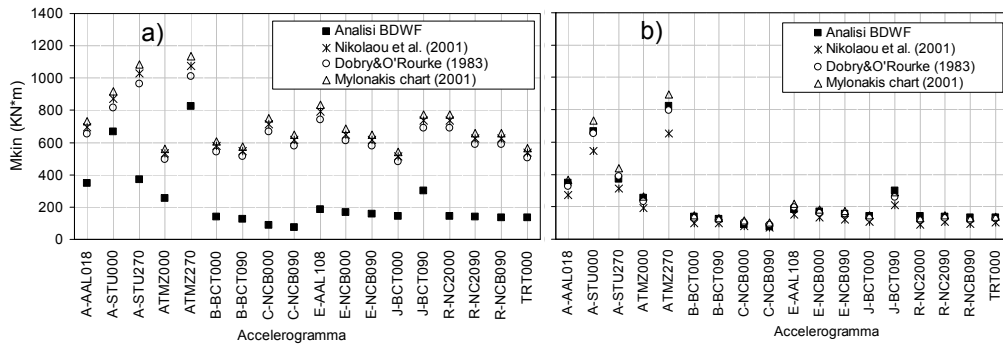 a)
Analisi BDWF
Nikolaou et al. (2001)
Dobry&O'Rourke (1983)
Mylonakis chart (2001)
Mkin (KN*m)
1400
1200
1000
800
600
400
200
0
A-AAL018
A-STU000
A-STU270
ATMZ000
ATMZ270
B-BCT000
B-BCT090
C-NCB000
C-NCB090
E-AAL108
E-NCB000
E-NCB090
J-BCT000
J-BCT090
R-NC2000
R-NC2090
R-NCB090
TRT000
Accelerogramma
b)
Analisi BDWF
Nikolaou et al. (2001)
Dobry&O'Rourke (1983)
Mylonakis chart (2001)
A-AAL018
A-STU000
A-STU270
ATMZ000
ATMZ270
B-BCT000
B-BCT090
C-NCB000
C-NCB090
E-AAL108
E-NCB000
E-NCB090
J-BCT000
J-BCT090
R-NC2000
R-NC2090
R-NCB090
TRT000
Accelerogramma